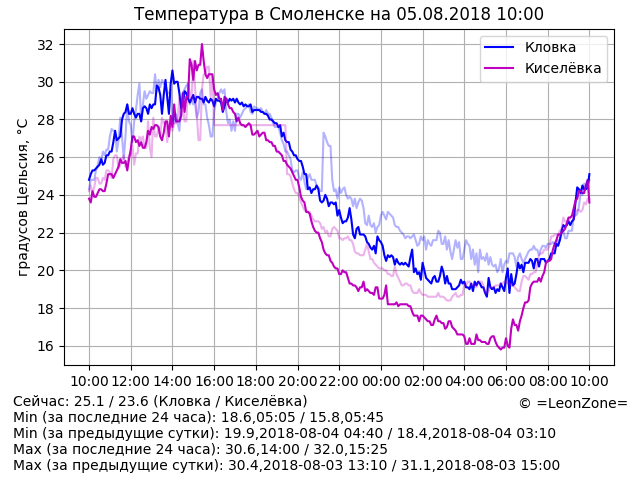 Температура в Смоленске на 05.08.2018 10:00
Кловка
Киселёвка
градусов Цельсия, °C
32
30
28
26
24
22
20
18
16
10:00 12:00 14:00 16:00 18:00 20:00 22:00 00:00 02:00 04:00 06:00 08:00 10:00
Сейчас: 25.1 / 23.6 (Кловка / Киселёвка)
© =LeonZone=
Min (за последние 24 часа): 18.6,05:05 / 15.8,05:45
Min (за предыдущие сутки): 19.9,2018-08-04 04:40 / 18.4,2018-08-04 03:10
Max (за последние 24 часа): 30.6,14:00 / 32.0,15:25
Max (за предыдущие сутки): 30.4,2018-08-03 13:10 / 31.1,2018-08-03 15:00